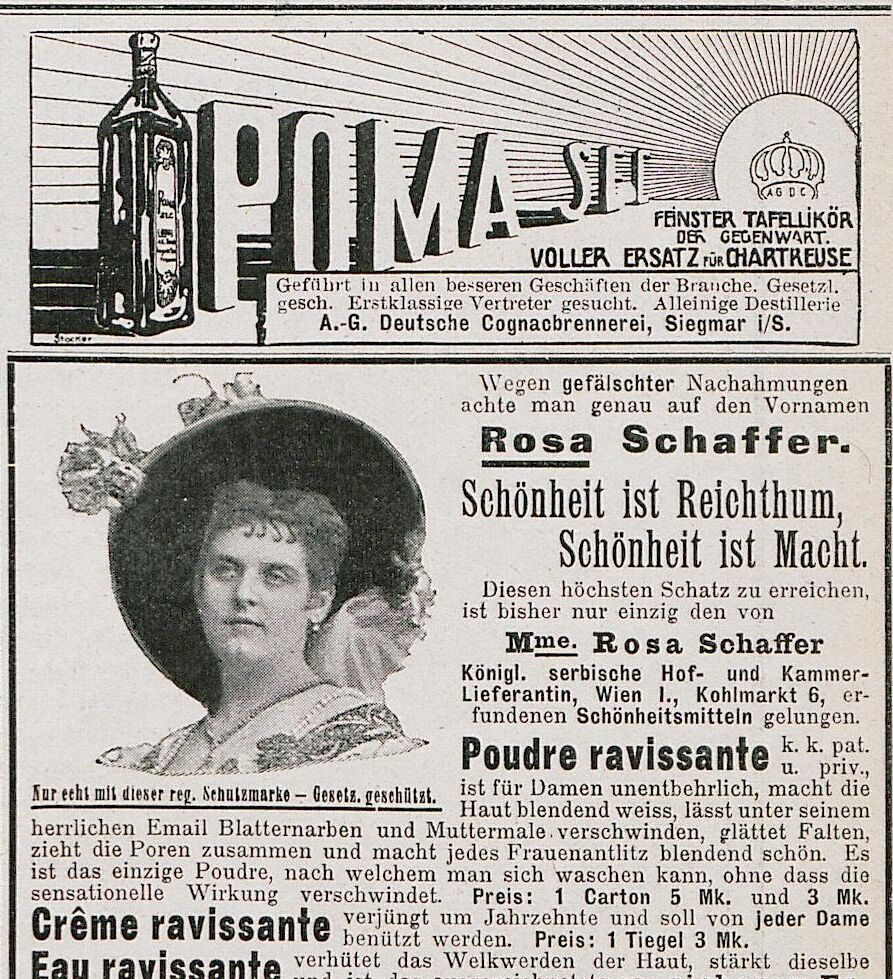 POMA SEC
AGDC
FEINSTER TAFELLIKÖR
DER GEGENWART.
VOLLER ERSATZ FÜR CHARTREUSE
Geführt in allen besseren Geschäften der Branche. Gesetzl.
gesch. Erstklassige Vertreter gesucht. Alleinige Destillerie
A.-G. Deutsche Cognacbrennerei, Siegmar i/S.
Stocker
Wegen gefälschter Nachahmungen
achte man genau auf den Vornamen
Rosa Schaffer.
Schönheit ist Reichthum,
Schönheit ist Macht.
Diesen höchsten Schatz zu erreichen,
ist bisher nur einzig den von
Mme. Rosa Schaffer
Königl. serbische Hof- und Kammer-
Lieferantin, Wien I., Kohlmarkt 6, er-
fundenen Schönheitsmitteln gelungen.
Nur echt mit dieser reg. Schutzmarke — Gesetz. geschützt.
Poudre ravissante k. k. pat.
u. priv.,
ist für Damen unentbehrlich, macht die
Haut blendend weiss, lässt unter seinem
herrlichen Email Blatternarben und Muttermale verschwinden, glättet Falten,
zieht die Poren zusammen und macht jedes Frauenantlitz blendend schön. Es
ist das einzige Poudre, nach welchem man sich waschen kann, ohne dass die
sensationelle Wirkung verschwindet. Preis: 1 Carton 5 Mk. und 3 Mk.
Crême ravissante verjüngt um Jahrzehnte und soll von jeder Dame
benützt werden. Preis: 1 Tiegel 3 Mk.
Eau ravissante verhütet das Welkwerden der Haut, stärkt dieselbe